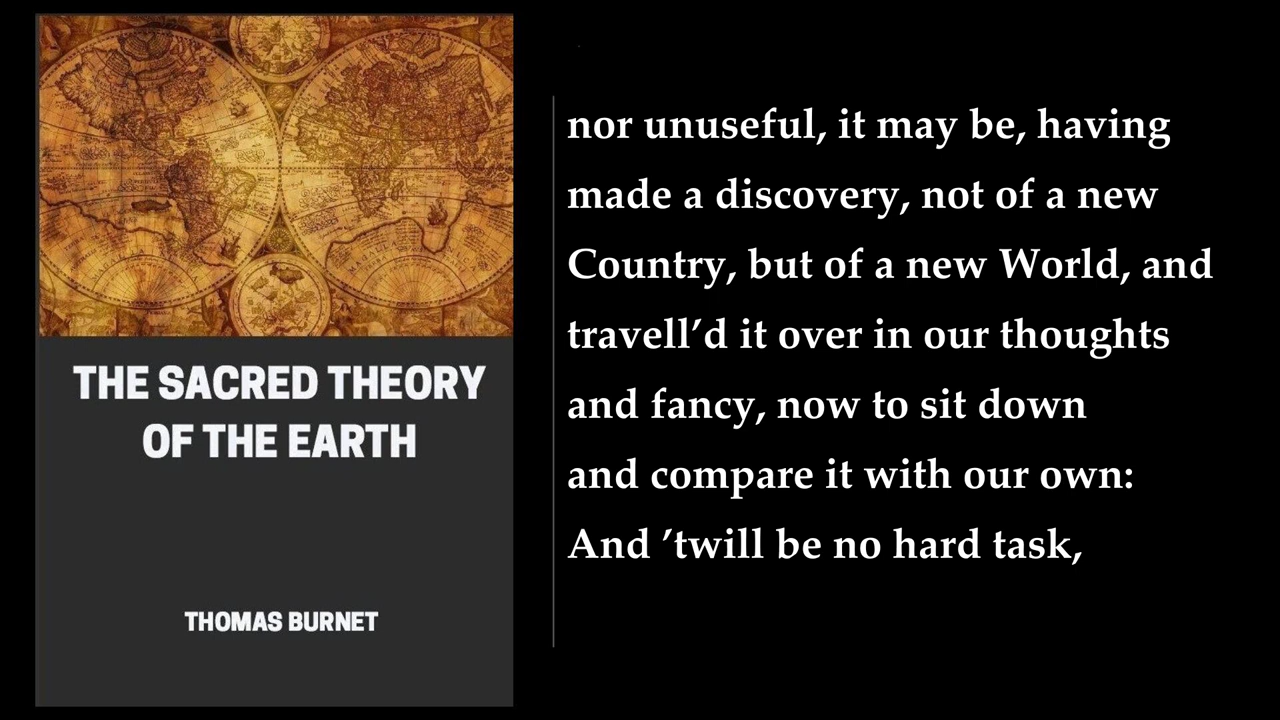 THE SACRED THEORY
OF THE EARTH
THOMAS BURNET
nor unuseful, it may be, having
made a discovery, not of a new
Country, but of a new World, and
travell’d it over in our thoughts
and fancy, now to sit down
and compare it with our own:
And ’twill be no hard task,